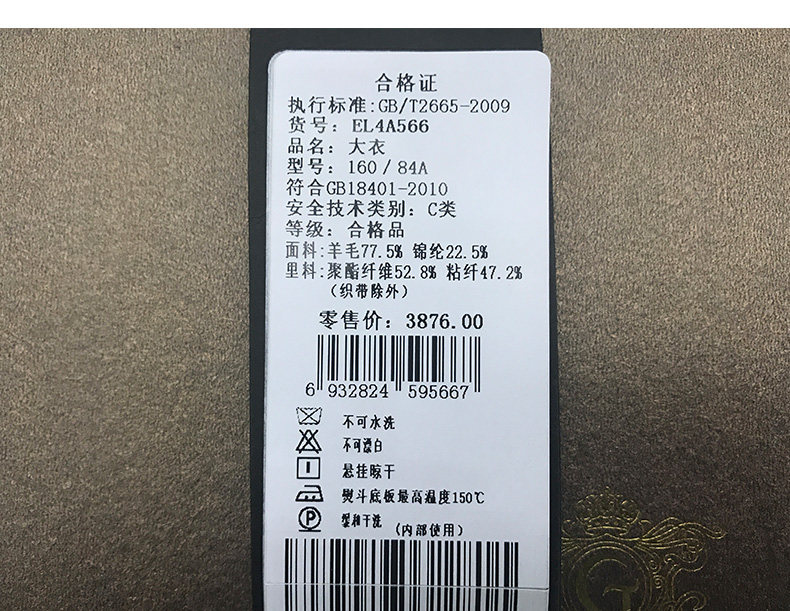 合格证
执行标准:GB/T2665-2009
货号: EL4A566
品名: 大衣
型号: 160/84A
符合GB18401-2010
安全技术类别: C类
等级: 合格品
面料:羊毛77.5% 锦纶22.5%
里料:聚酯纤维52.8% 粘纤47.2%
(织带除外)
零售价: 3876.00
6 932824 595667
不可水洗
不可漂白
悬挂晾干
熨斗底板最高温度150℃
P 缓和干洗
(内部使用)